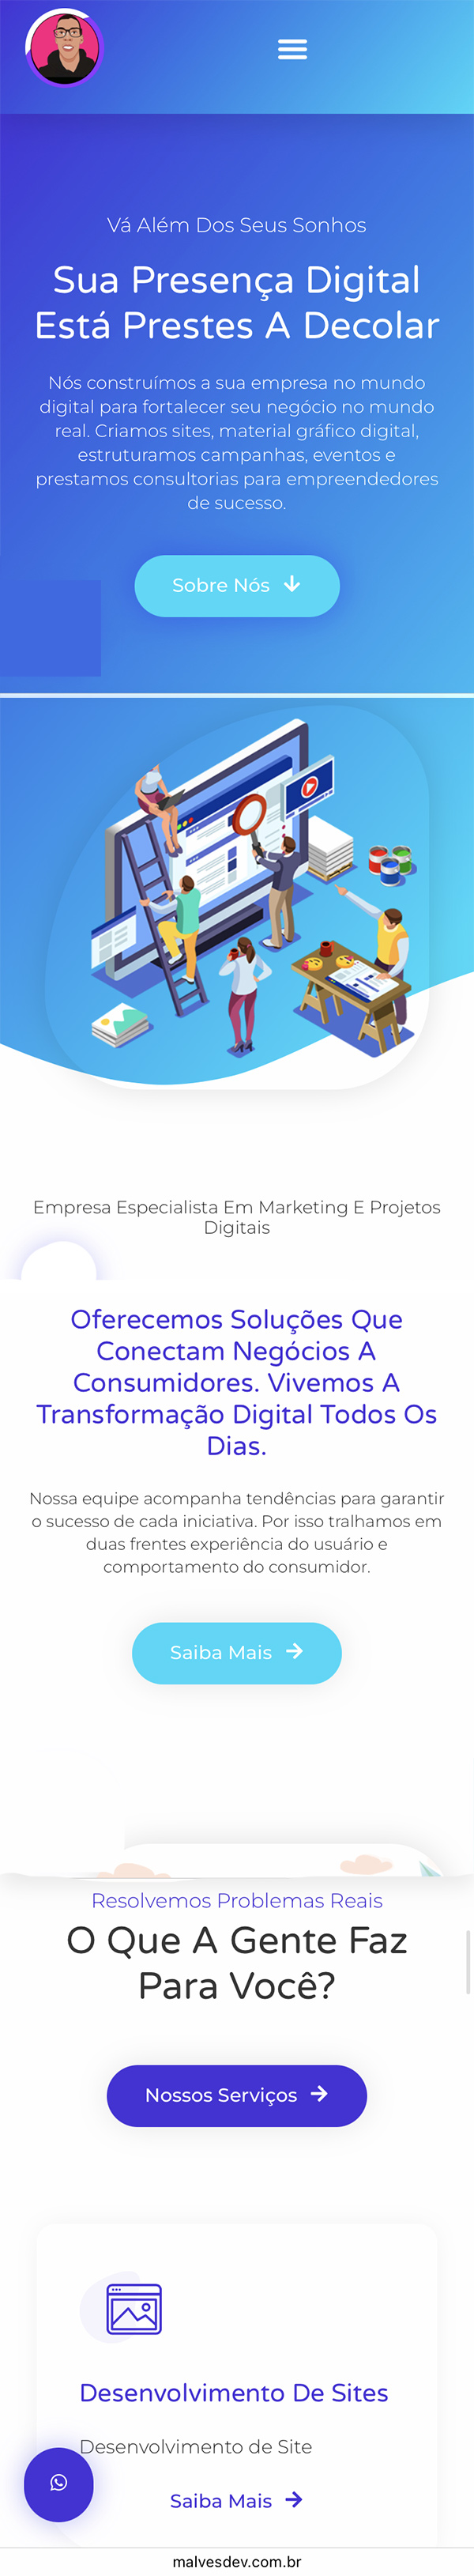 Vá Além Dos Seus Sonhos
Sua Presença Digital
Está Prestes A Decolar
Nós construímos a sua empresa no mundo
digital para fortalecer seu negócio no mundo
real. Criamos sites, material gráfico digital,
estruturamos campanhas, eventos e
prestamos consultorias para empreendedores
de sucesso.
Sobre Nós
Empresa Especialista Em Marketing E Projetos
Digitais
Oferecemos Soluções Que
Conectam Negócios A
Consumidores. Vivemos A
Transformação Digital Todos Os
Dias.
Nossa equipe acompanha tendências para garantir
o sucesso de cada iniciativa. Por isso tralhamos em
duas frentes experiência do usuário e
comportamento do consumidor.
Saiba Mais
Resolvemos Problemas Reais
O Que A Gente Faz
Para Você?
Nossos Serviços
Desenvolvimento De Sites
Desenvolvimento de Site
Saiba Mais
malvesdev.com.br